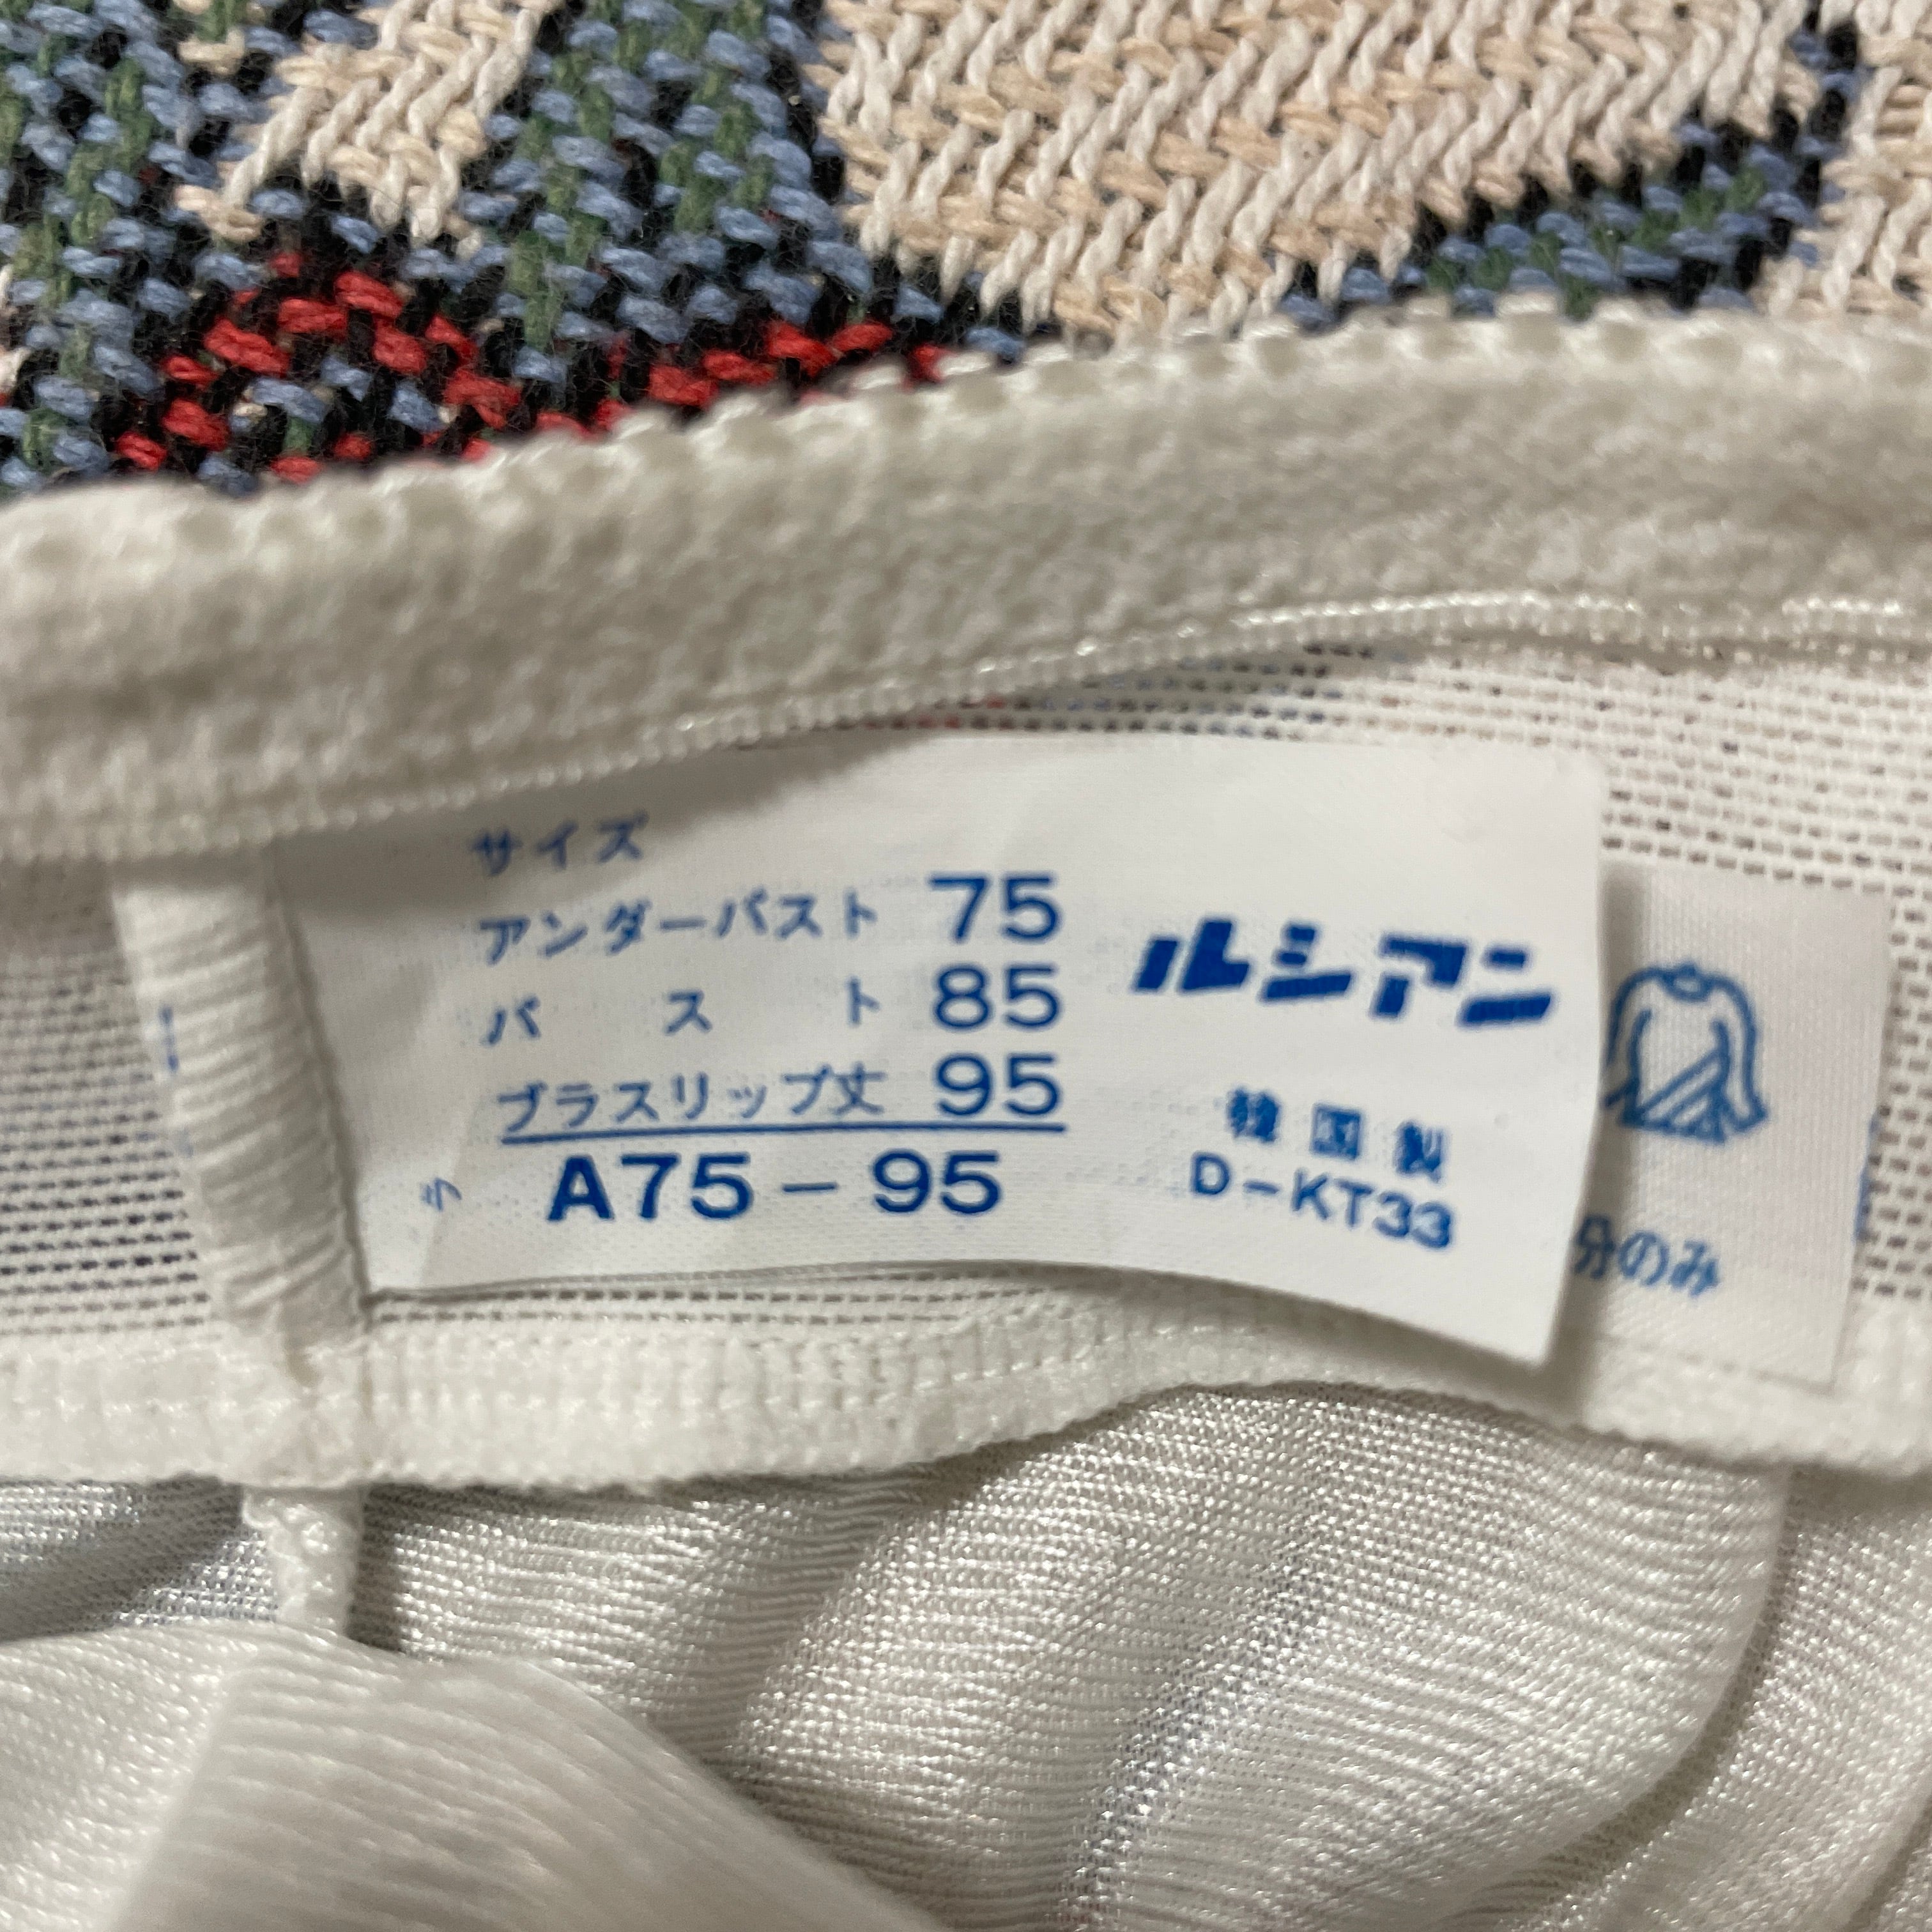 サイズ
アンダーバスト 75
バスト 85
ブラスリップ丈 95
A75-95
ルシアン
韓国製
D-KT33
分のみ